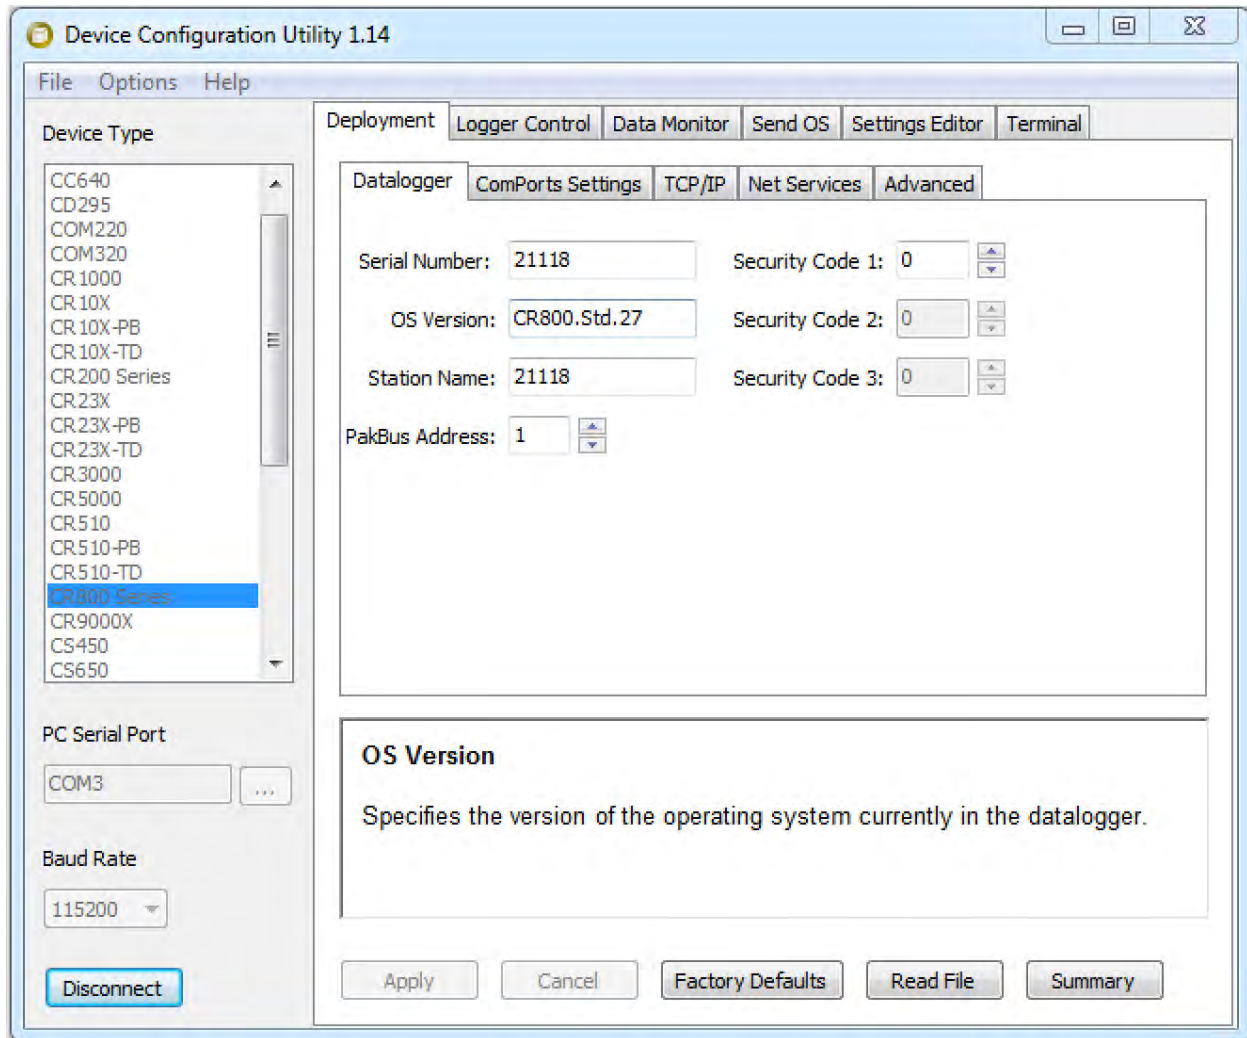 Device Configuration Utility 1.14
File Options Help
Device Type
CC640
CD295
COM220
COM320
CR1000
CR10X
CR10X-PB
CR10X-TD
CR200 Series
CR23X
CR23X-PB
CR23X-TD
CR3000
CR5000
CR510
CR510-PB
CR510-TD
CR800 Series
CR9000X
CS450
CS650
PC Serial Port
COM3 ...
Baud Rate
115200
Disconnect
Deployment Logger Control Data Monitor Send OS Settings Editor Terminal
Datalogger ComPorts Settings TCP/IP Net Services Advanced
Serial Number: 21118 Security Code 1: 0
OS Version: CR800.Std.27 Security Code 2: 0
Station Name: 21118 Security Code 3: 0
PakBus Address: 1
OS Version
Specifies the version of the operating system currently in the datalogger.
Apply Cancel Factory Defaults Read File Summary